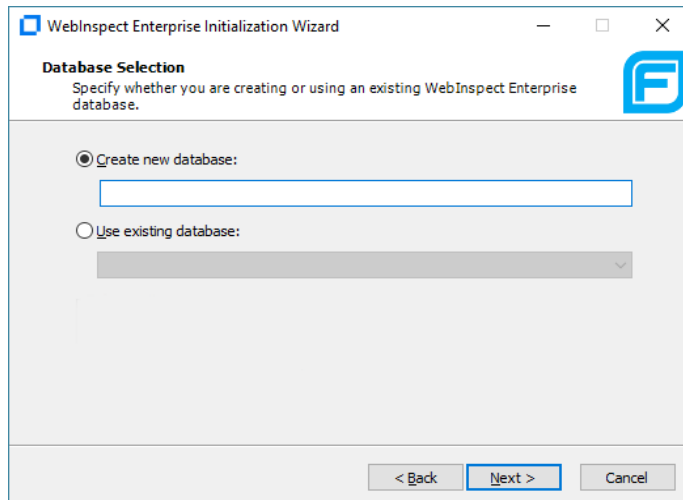 WebInspect Enterprise Initialization Wizard
Database Selection
Specify whether you are creating or using an existing WebInspect Enterprise
database.
Create new database:
Use existing database:
< Back Next > Cancel